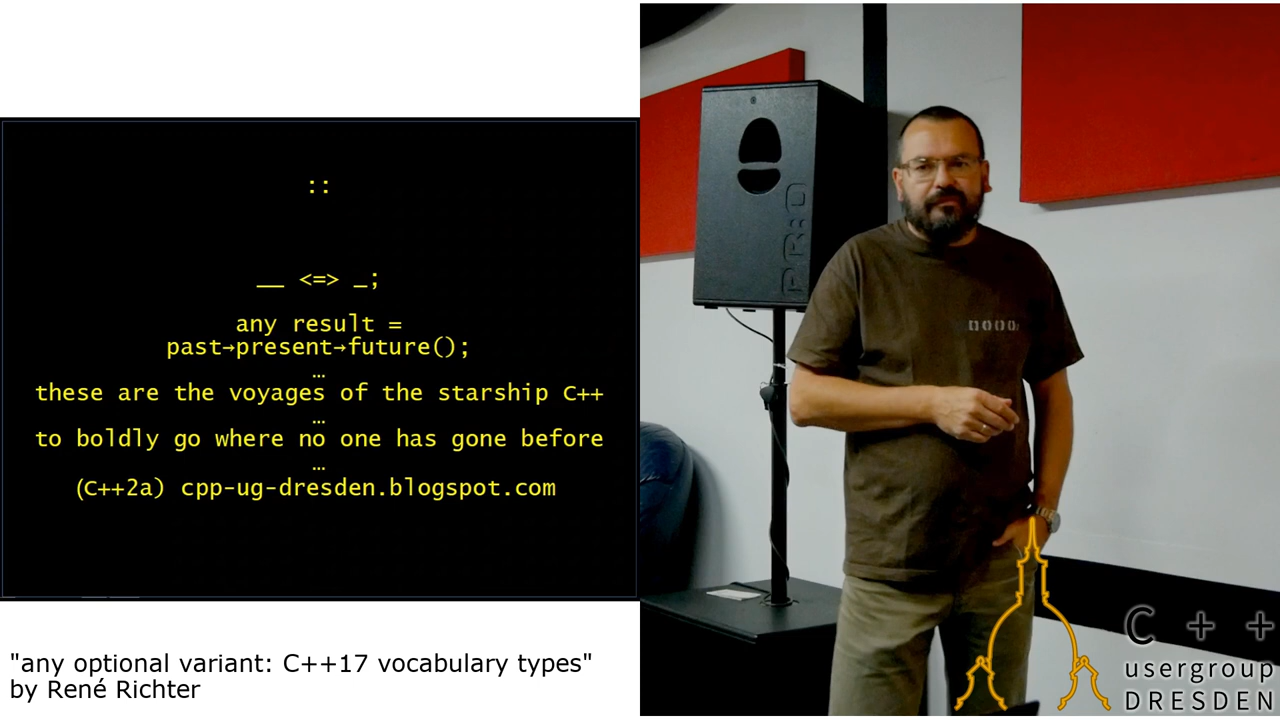 ::
__ <=> _;
any result =
past→present→future();
…
these are the voyages of the starship C++
…
to boldly go where no one has gone before
…
(C++2a) cpp-ug-dresden.blogspot.com
"any optional variant: C++17 vocabulary types"
by René Richter
PR:O
C + +
usergroup
DRESDEN